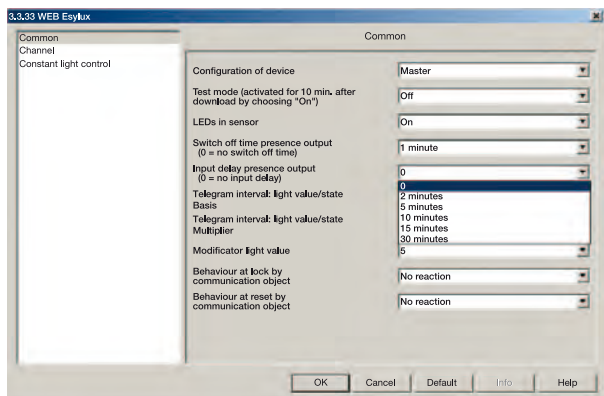 3.3.33 WEB Esylux
Common
Channel
Constant light control
Common
Configuration of device
Master
Test mode (activated for 10 min. after
download by choosing "On")
Off
LEDs in sensor
On
Switch off time presence output
(0 = no switch off time)
1 minute
Input delay presence output
(0 = no input delay)
0
0
2 minutes
5 minutes
10 minutes
15 minutes
30 minutes
Telegram interval: light value/state
Basis
Telegram interval: light value/state
Multiplier
Modificator light value
5
Behaviour at lock by
communication object
No reaction
Behaviour at reset by
communication object
No reaction
OK
Cancel
Default
Info
Help